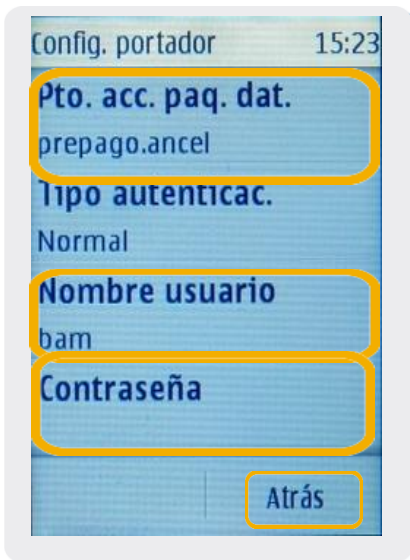 Config. portador 15:23
Pto. acc. paq. dat.
prepago.ancel
Tipo autenticac.
Normal
Nombre usuario
bam
Contraseña
Atrás